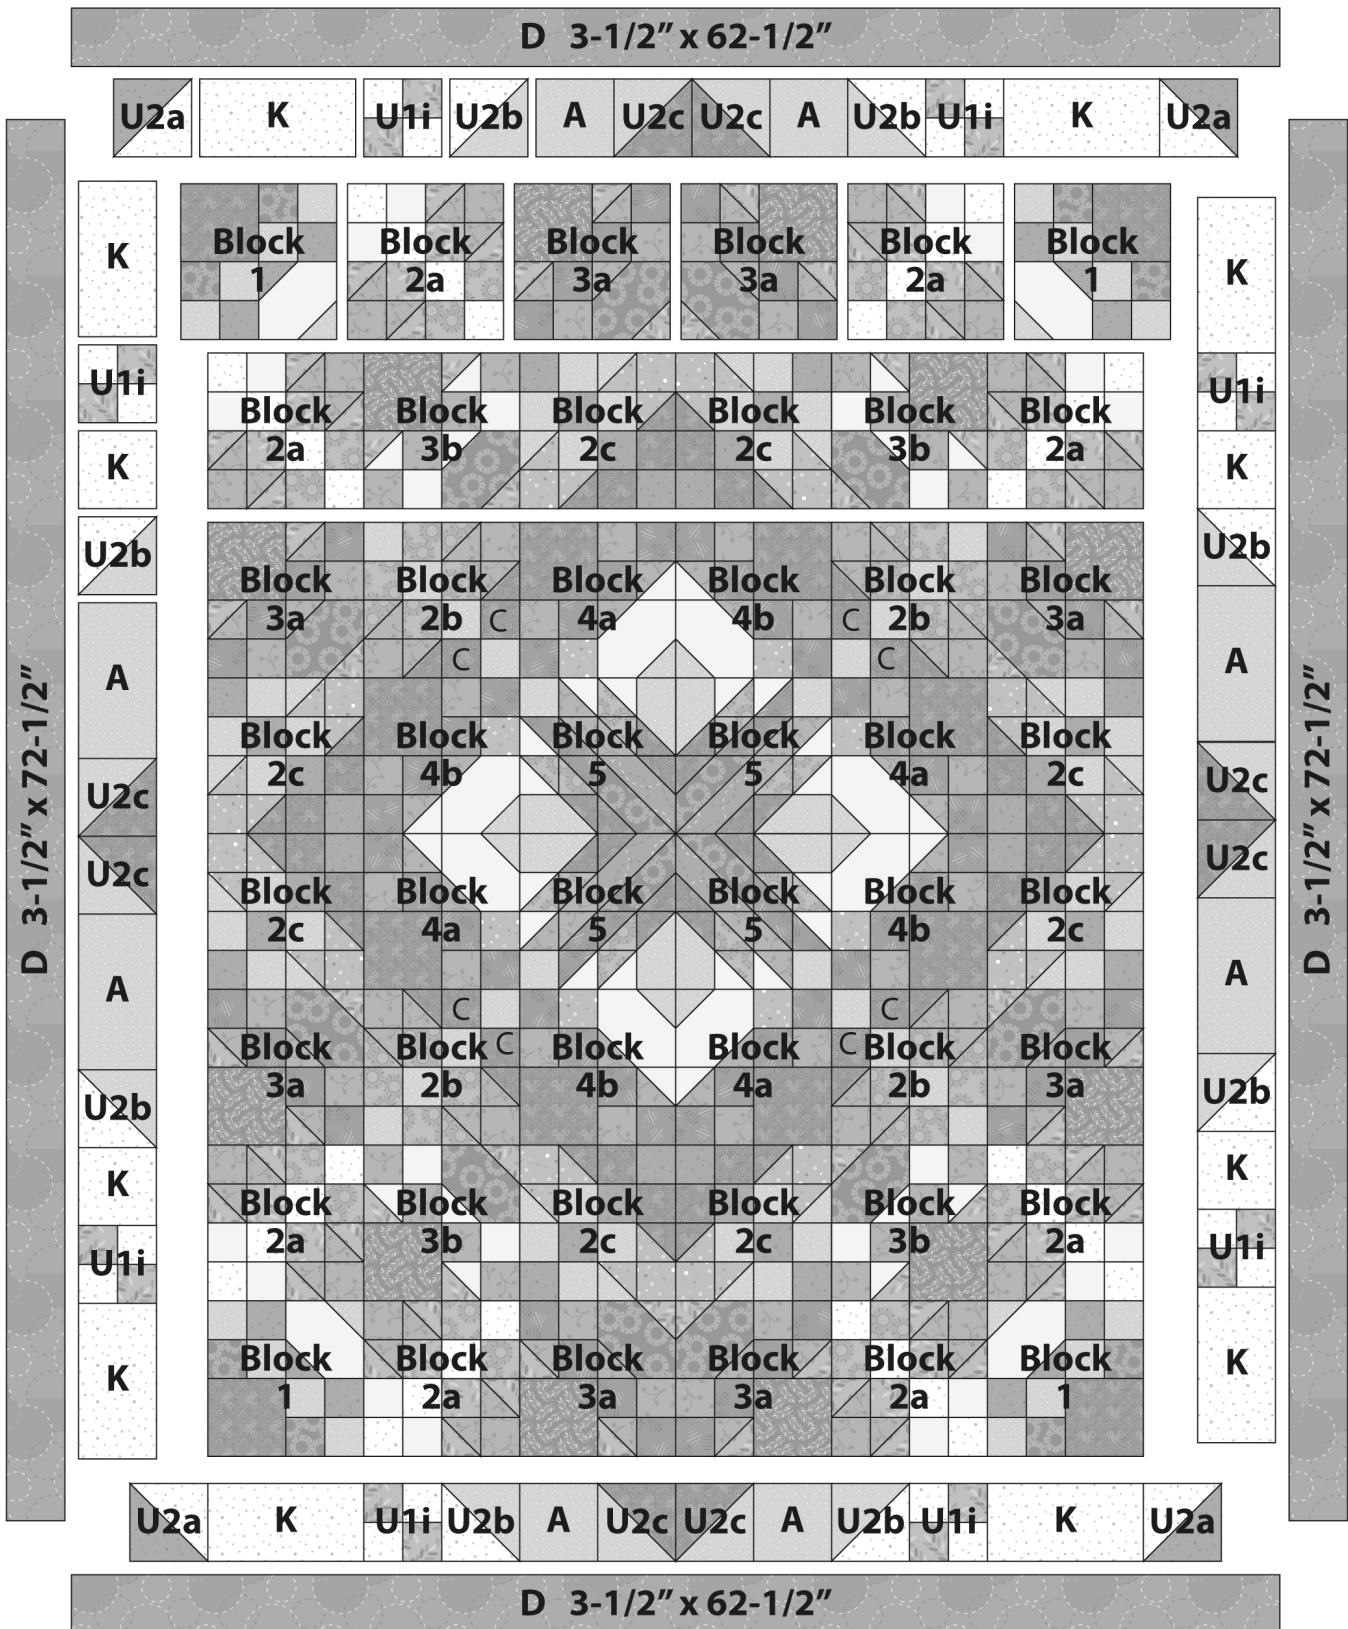 D 3-1/2” x 62-1/2”
U2a K U1i U2b A U2c U2c A U2b U1i K U2a
D 3-1/2” x 72-1/2”
K
U1i
K
U2b
A
U2c
U2c
A
U2b
K
U1i
K
Block Block Block Block Block Block
1 2a 3a 3a 2a 1
Block Block Block Block Block Block
2a 3b 2c 2c 3b 2a
Block Block Block Block Block Block
3a 2b C 4a 4b C 2b 3a
C C
Block Block Block Block Block Block
2c 4b 5 5 4a 2c
Block Block Block Block Block Block
2c 4a 5 5 4b 2c
C C
Block Block C Block Block C Block Block
3a 2b 4b 4a 2b 3a
Block Block Block Block Block Block
2a 3b 2c 2c 3b 2a
Block Block Block Block Block Block
1 2a 3a 3a 2a 1
K
U1i
K
U2b
A
U2c
U2c
A
U2b
K
U1i
K
D 3-1/2” x 72-1/2”
U2a K U1i U2b A U2c U2c A U2b U1i K U2a
D 3-1/2” x 62-1/2”